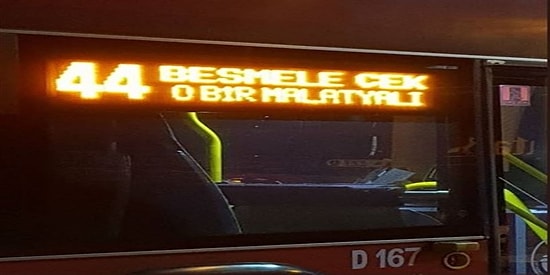 44 BESMELE ÇEK
O BİR MALATYALI
D 167